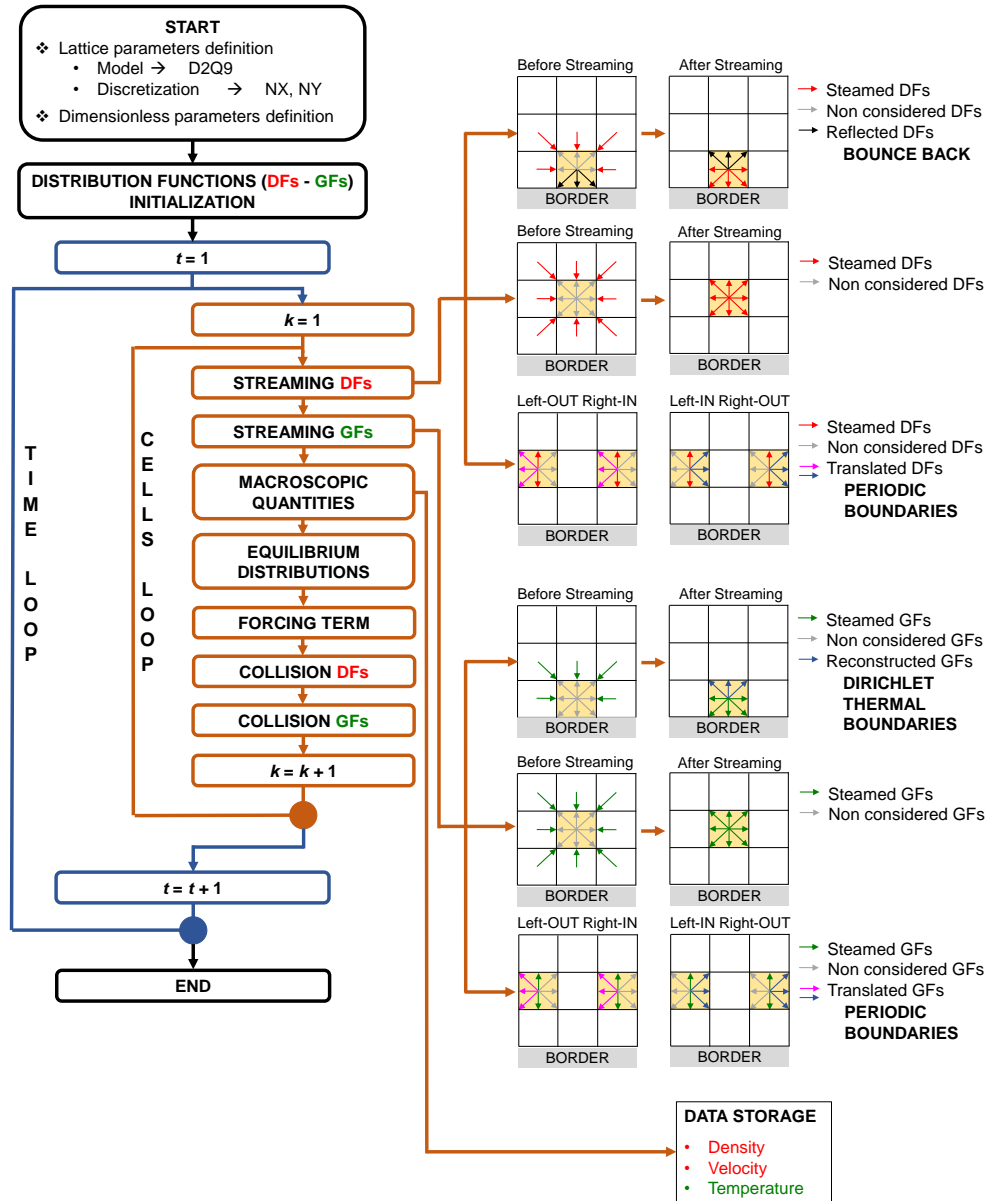 START
❖ Lattice parameters definition
• Model → D2Q9
• Discretization → NX, NY
❖ Dimensionless parameters definition
DISTRIBUTION FUNCTIONS (DFs - GFs)
INITIALIZATION
t = 1
k = 1
STREAMING DFs
STREAMING GFs
MACROSCOPIC
QUANTITIES
EQUILIBRIUM
DISTRIBUTIONS
FORCING TERM
COLLISION DFs
COLLISION GFs
k = k + 1
t = t + 1
END
TIME LOOP
CELLS LOOP
Before Streaming
After Streaming
BORDER
BORDER
Steamed DFs
Non considered DFs
Reflected DFs
BOUNCE BACK
Before Streaming
After Streaming
BORDER
BORDER
Steamed DFs
Non considered DFs
Left-OUT Right-IN
Left-IN Right-OUT
BORDER
BORDER
Steamed DFs
Non considered DFs
Translated DFs
PERIODIC
BOUNDARIES
Before Streaming
After Streaming
BORDER
BORDER
Steamed GFs
Non considered GFs
Reconstructed GFs
DIRICHLET
THERMAL
BOUNDARIES
Before Streaming
After Streaming
BORDER
BORDER
Steamed GFs
Non considered GFs
Left-OUT Right-IN
Left-IN Right-OUT
BORDER
BORDER
Steamed GFs
Non considered GFs
Translated GFs
PERIODIC
BOUNDARIES
DATA STORAGE
• Density
• Velocity
• Temperature